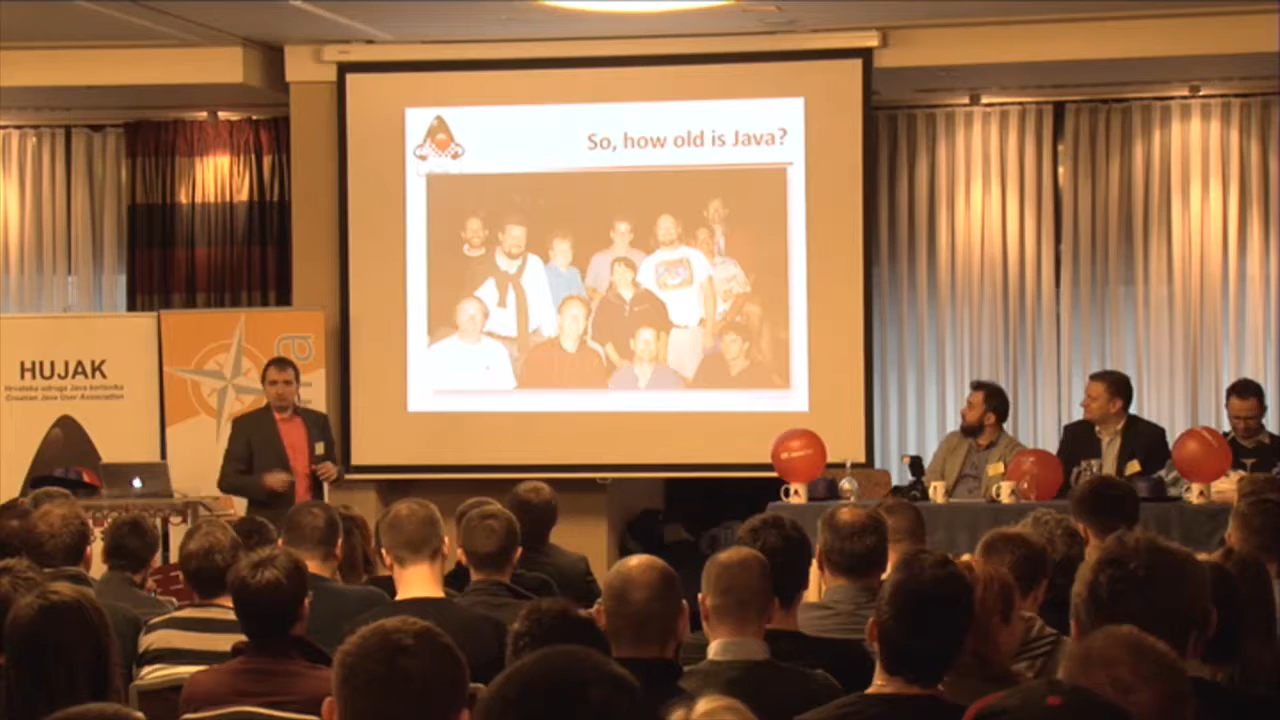 So, how old is Java?
HUJAK
Hrvatska udruga Java korisnika
Croatian Java User Association